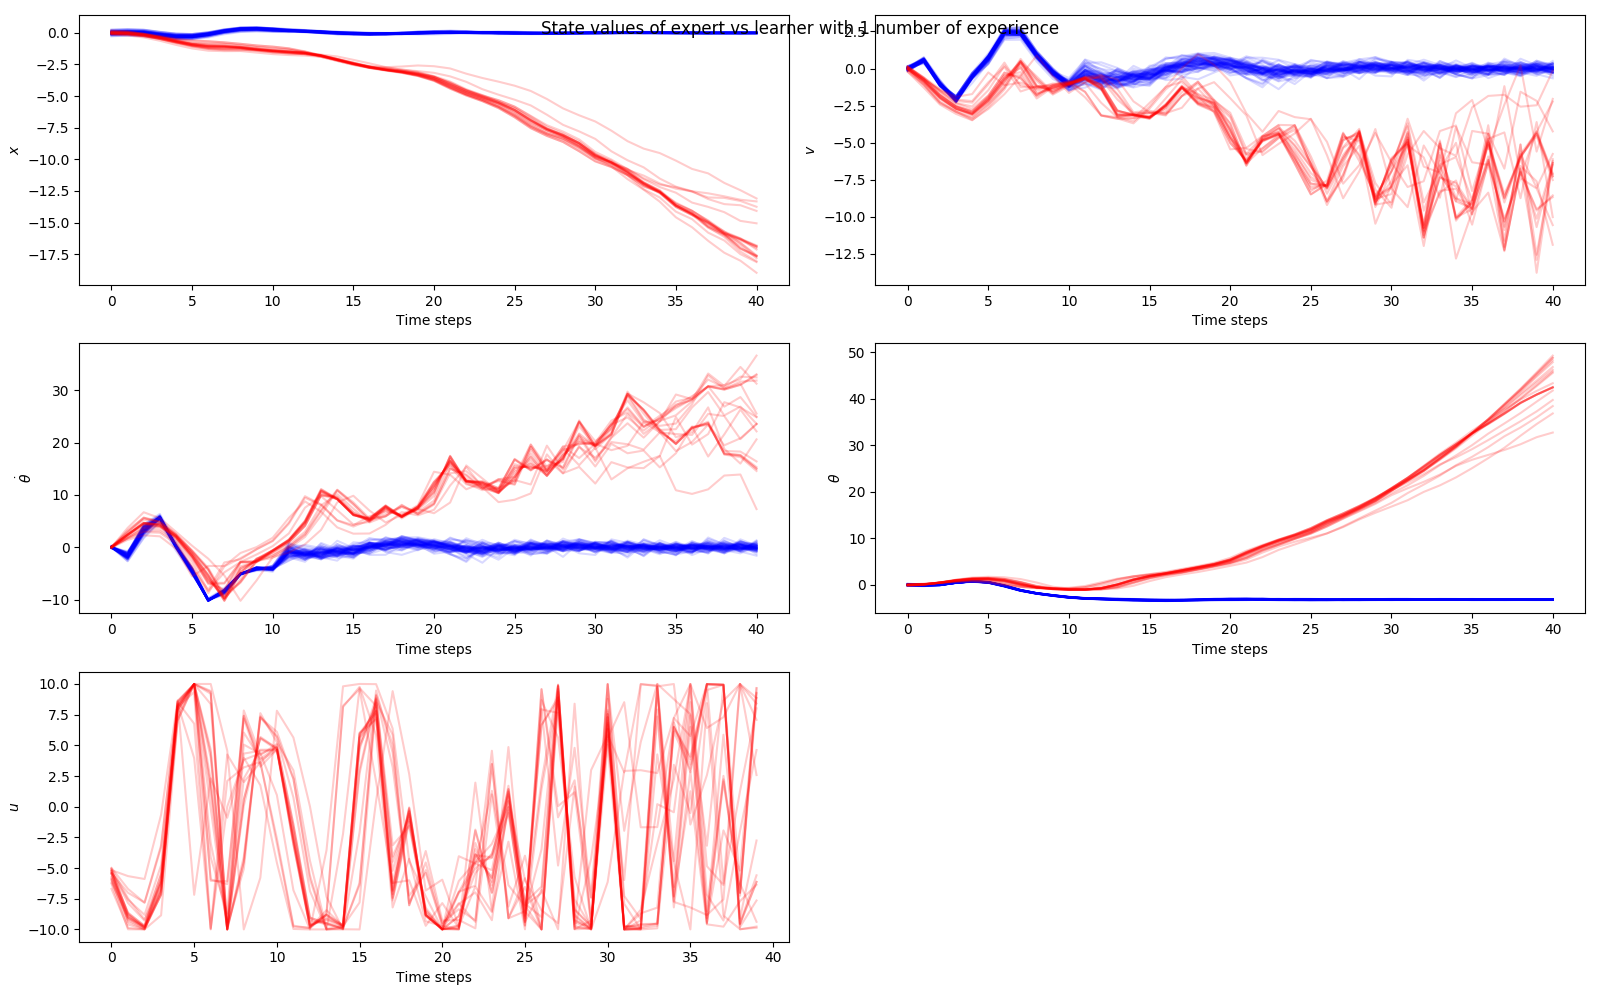 State values of expert vs learner with 1 number of experience
0.0
−2.5
−5.0
−7.5
−10.0
−12.5
−15.0
−17.5
x
0 5 10 15 20 25 30 35 40
Time steps
2.5
0.0
−2.5
−5.0
−7.5
−10.0
−12.5
v
0 5 10 15 20 25 30 35 40
Time steps
30
20
10
0
−10
θ̇
0 5 10 15 20 25 30 35 40
Time steps
50
40
30
20
10
0
θ
0 5 10 15 20 25 30 35 40
Time steps
10.0
7.5
5.0
2.5
0.0
−2.5
−5.0
−7.5
−10.0
u
0 5 10 15 20 25 30 35 40
Time steps